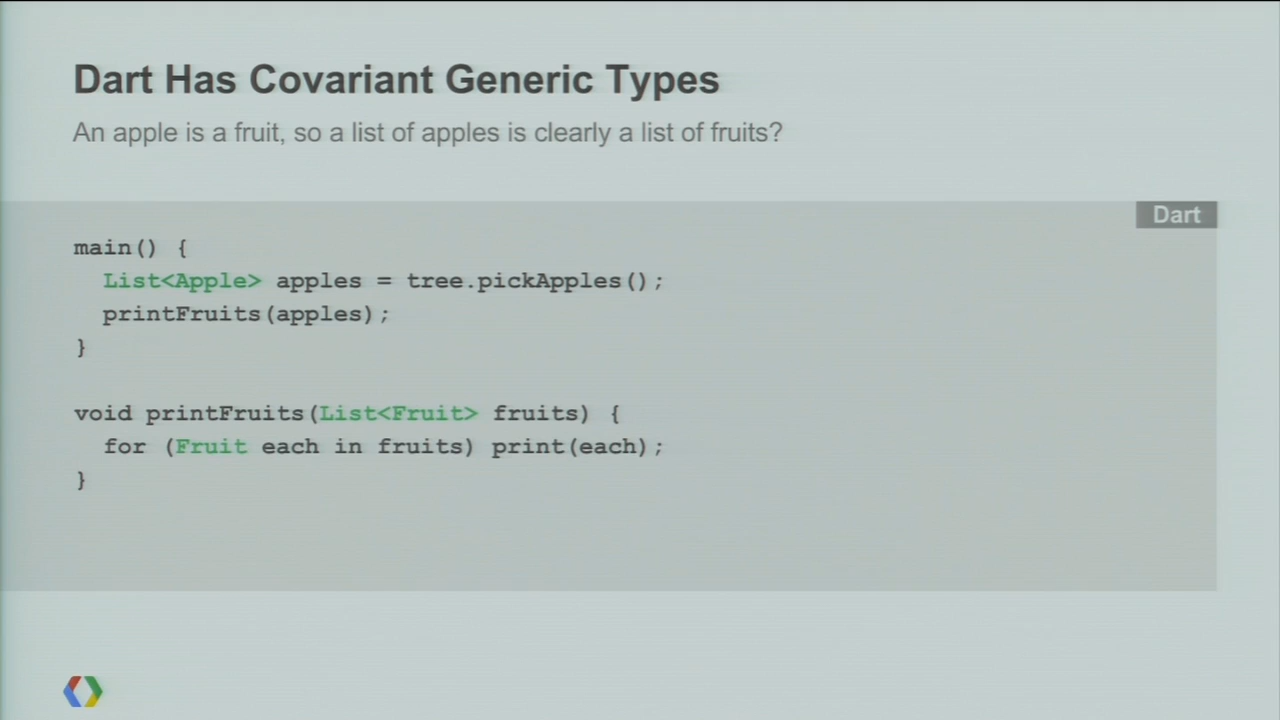 Dart Has Covariant Generic Types
An apple is a fruit, so a list of apples is clearly a list of fruits?
Dart
main() {
  List<Apple> apples = tree.pickApples();
  printFruits(apples);
}

void printFruits(List<Fruit> fruits) {
  for (Fruit each in fruits) print(each);
}